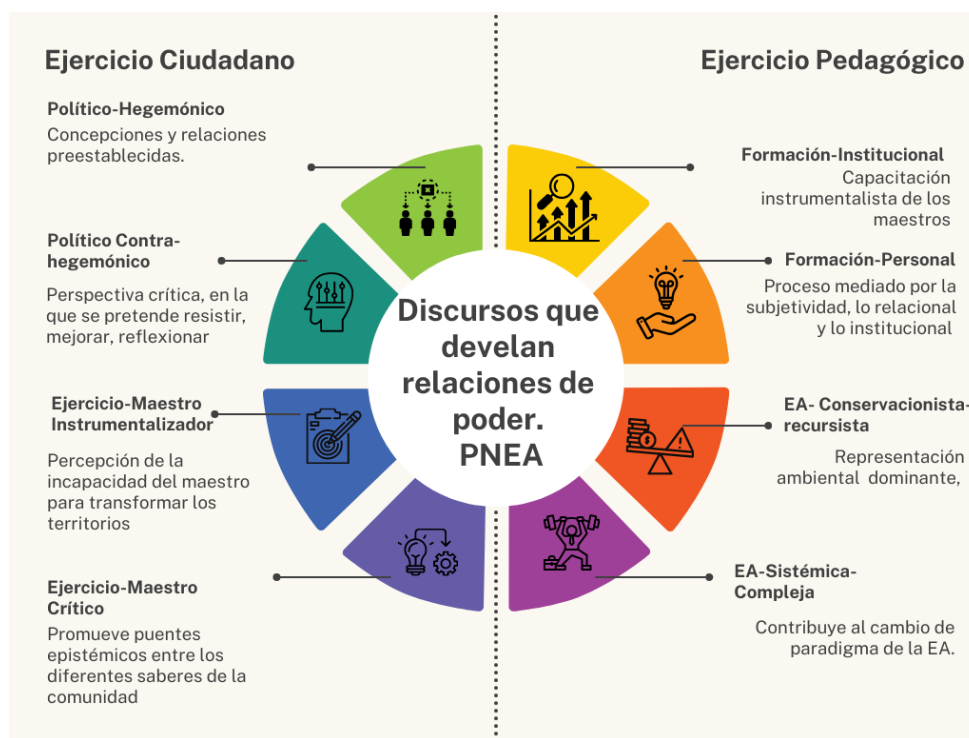 Ejercicio Ciudadano
Político-Hegemónico
Concepciones y relaciones
preestablecidas.
Político Contra-
hegemónico
Perspectiva crítica, en la
que se pretende resistir,
mejorar, reflexionar
Ejercicio-Maestro
Instrumentalizador
Percepción de la
incapacidad del maestro
para transformar los
territorios
Ejercicio-Maestro
Crítico
Promueve puentes
epistémicos entre los
diferentes saberes de la
comunidad
Discursos que
develan
relaciones de
poder.
PNEA
Ejercicio Pedagógico
Formación-Institucional
Capacitación
instrumentalista de los
maestros
Formación-Personal
Proceso mediado por la
subjetividad, lo relacional
y lo institucional
EA- Conservacionista-
recursista
Representación
ambiental dominante,
EA-Sistémica-
Compleja
Contribuye al cambio de
paradigma de la EA.